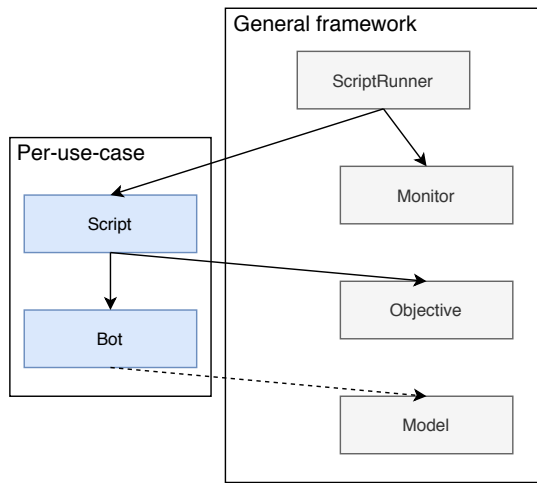 General framework
ScriptRunner
Per-use-case
Monitor
Script
Objective
Bot
Model